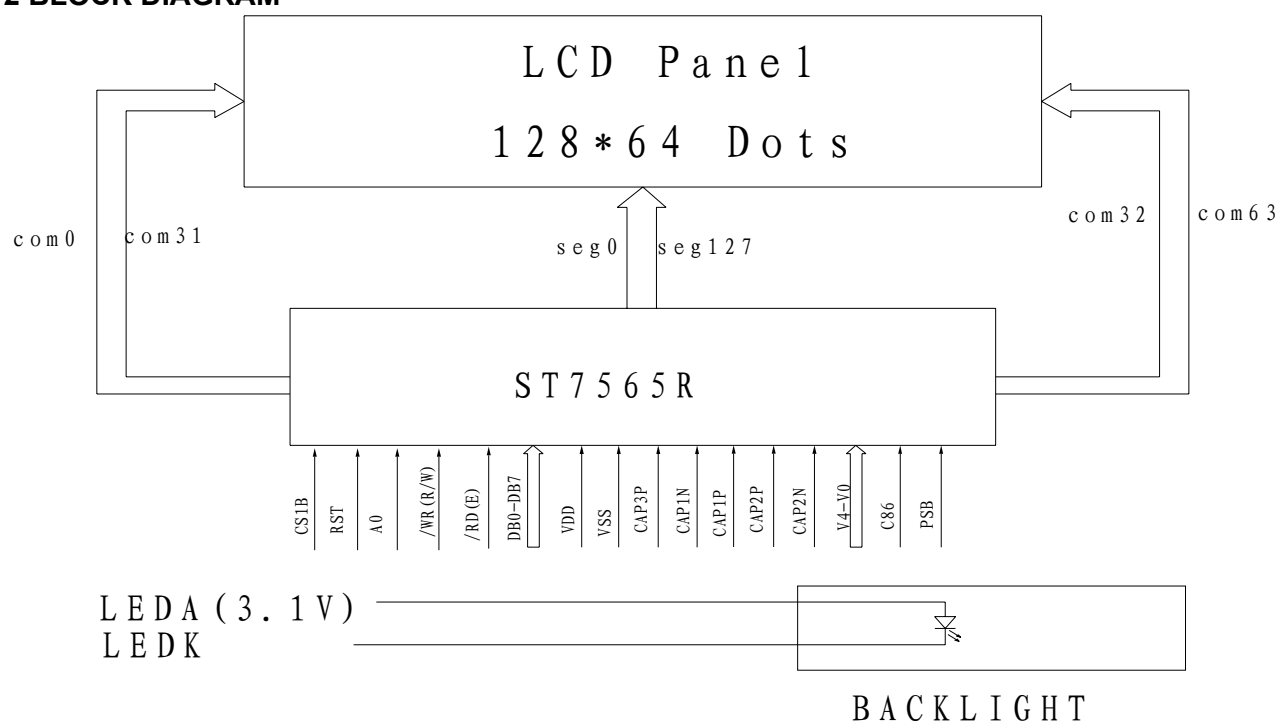 2 BLOCK DIAGRAM
LCD Panel
128*64 Dots
com0
com31
seg0
seg127
com32
com63
ST7565R
CS1B
RST
A0
/WR(R/W)
/RD(E)
DB0-DB7
VDD
VSS
CAP3P
CAP1N
CAP1P
CAP2P
CAP2N
V4-V0
C86
PSB
LEDA(3.1V)
LEDK
BACKLIGHT